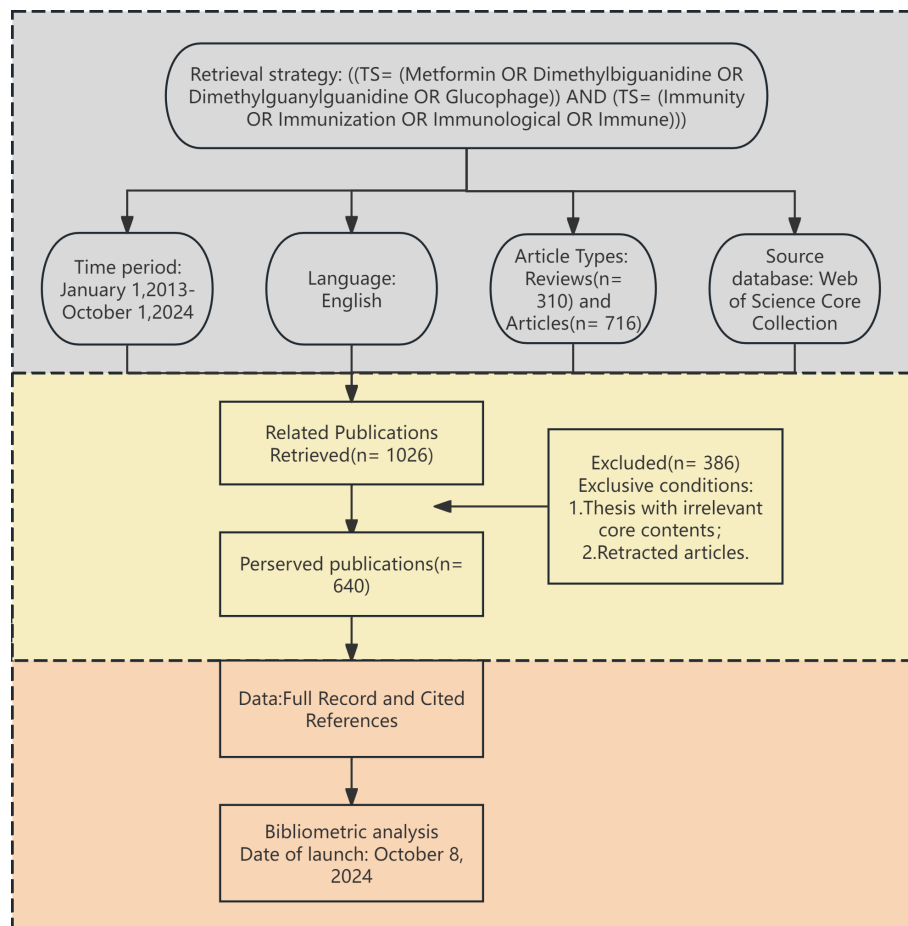 Retrieval strategy: ((TS= (Metformin OR Dimethylbiguanidine OR
Dimethylguanylguanidine OR Glucophage)) AND (TS= (Immunity
OR Immunization OR Immunological OR Immune)))
Time period:
January 1,2013-
October 1,2024
Language:
English
Article Types:
Reviews(n=
310) and
Articles(n= 716)
Source
database: Web
of Science Core
Collection
Related Publications
Retrieved(n= 1026)
Excluded(n= 386)
Exclusive conditions:
1.Thesis with irrelevant
core contents;
2.Retracted articles.
Perserved publications(n=
640)
Data:Full Record and Cited
References
Bibliometric analysis
Date of launch: October 8,
2024